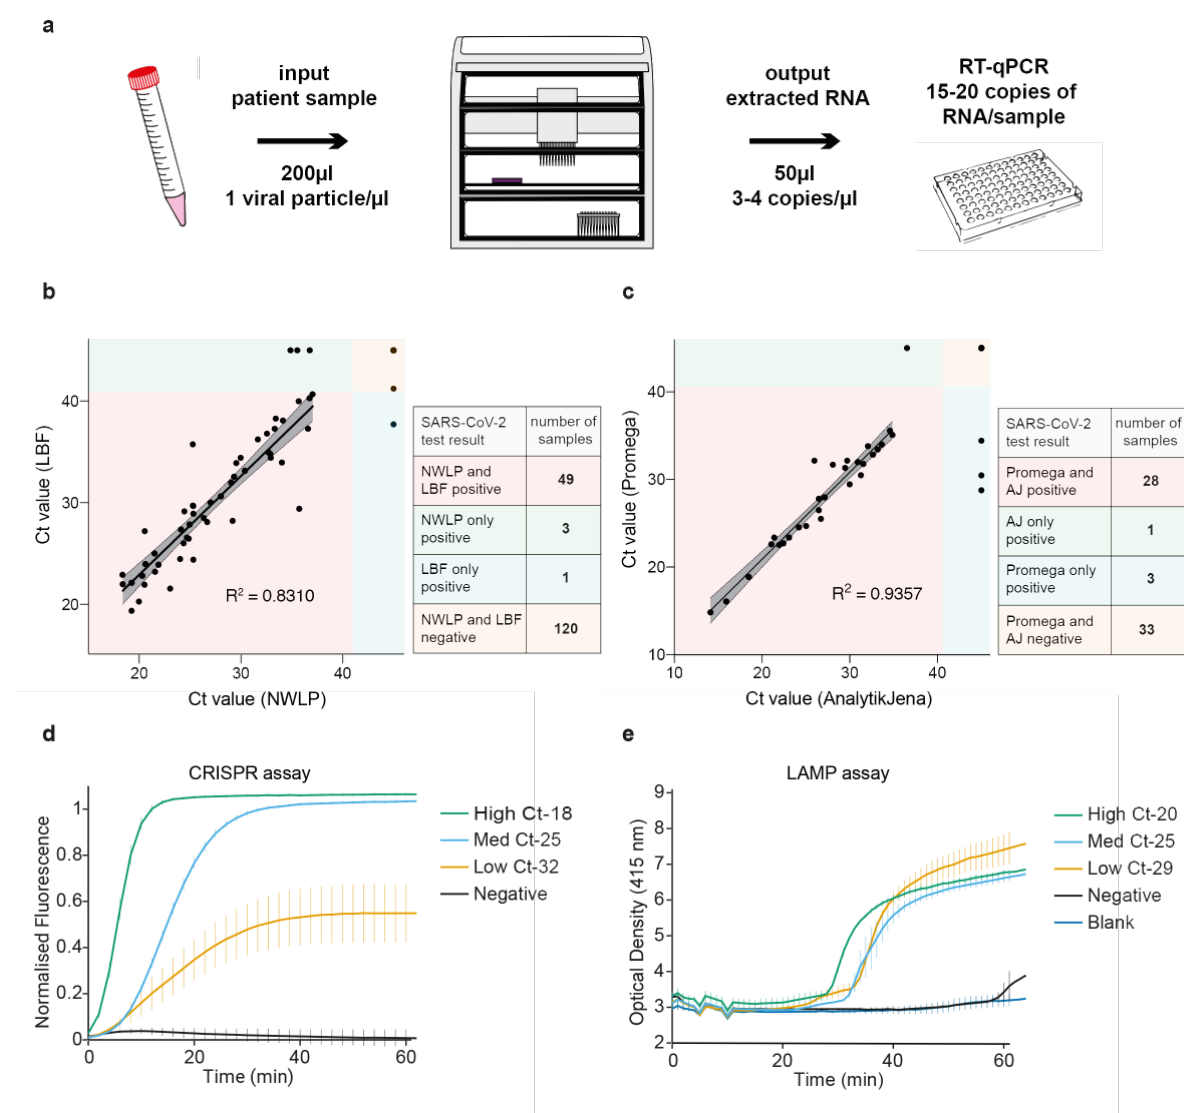 a
input
patient sample
200µl
1 viral particle/µl
output
extracted RNA
50µl
3-4 copies/µl
RT-qPCR
15-20 copies of
RNA/sample
b
Ct value (LBF)
40
30
20
R² = 0.8310
20
30
40
Ct value (NWLP)
SARS-CoV-2
test result
number of
samples
NWLP and
LBF positive
49
NWLP only
positive
3
LBF only
positive
1
NWLP and LBF
negative
120
c
Ct value (Promega)
40
30
20
10
R² = 0.9357
10
20
30
40
Ct value (AnalytikJena)
SARS-CoV-2
test result
number of
samples
Promega and
AJ positive
28
AJ only
positive
1
Promega only
positive
3
Promega and
AJ negative
33
d
CRISPR assay
Normalised Fluorescence
1
0.8
0.6
0.4
0.2
0
0
20
40
60
Time (min)
High Ct-18
Med Ct-25
Low Ct-32
Negative
e
LAMP assay
Optical Density (415 nm)
9
8
7
6
5
4
3
2
0
20
40
60
Time (min)
High Ct-20
Med Ct-25
Low Ct-29
Negative
Blank